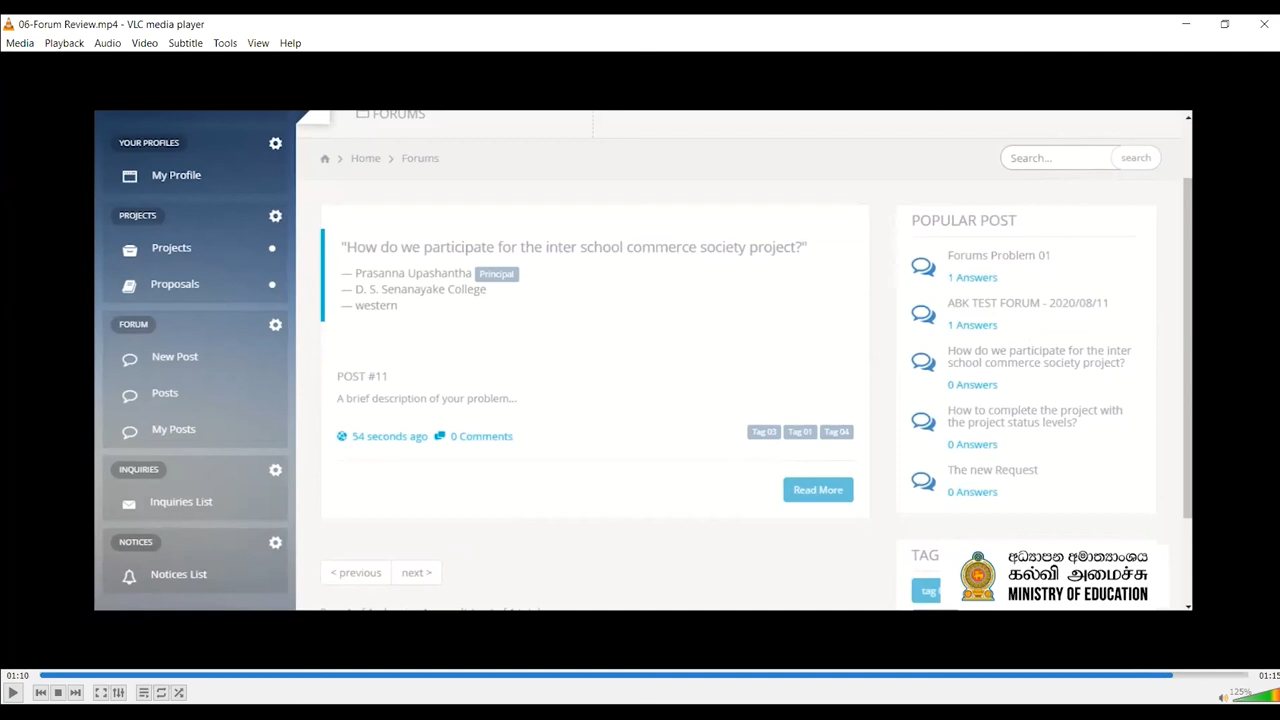 06-Forum Review.mp4 - VLC media player
Media Playback Audio Video Subtitle Tools View Help
FORUMS
YOUR PROFILES
My Profile
PROJECTS
Projects
Proposals
FORUM
New Post
Posts
My Posts
INQUIRIES
Inquiries List
NOTICES
Notices List
Home Forums
Search... search
"How do we participate for the inter school commerce society project?"
— Prasanna Upashantha Principal
— D. S. Senanayake College
— western
POST #11
A brief description of your problem...
54 seconds ago 0 Comments
Tag 03 Tag 01 Tag 04
Read More
< previous next >
POPULAR POST
Forums Problem 01
1 Answers
ABK TEST FORUM - 2020/08/11
1 Answers
How do we participate for the inter
school commerce society project?
0 Answers
How to complete the project with
the project status levels?
0 Answers
The new Request
0 Answers
TAG
tag
අධ්‍යාපන අමාත්‍යාංශය
கல்வி அமைச்சு
MINISTRY OF EDUCATION
01:10
01:15
125%